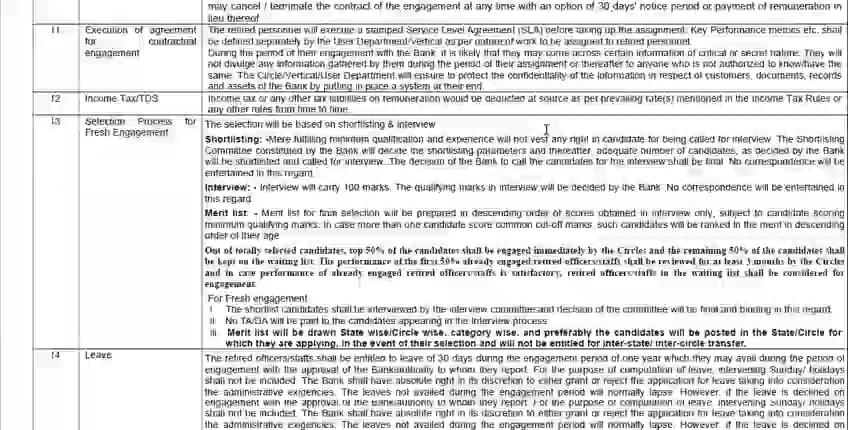 may cancel / terminate the contract of the engagement at any time with an option of 30 days' notice period or payment of remuneration in
lieu thereof
11 Execution of agreement for contractual engagement
The retired personnel will execute a stamped Service Level Agreement (SLA) before taking up the assignment. Key Performance metrics etc. shall
be defined separately by the User Department/Vertical as per nature of work to be assigned to retired personnel.
During the period of their engagement with the Bank, it is likely that they may come across certain information of critical or secret nature. They will
not divulge any information gathered by them during the period of their assignment or thereafter to anyone who is not authorized to know/have the
same. The Circle/Vertical/User Department will ensure to protect the confidentiality of the information in respect of customers, documents, records
and assets of the Bank by putting in place a system at their end.
12 Income Tax/TDS
Income tax or any other tax liabilities on remuneration would be deducted at source as per prevailing rate(s) mentioned in the Income Tax Rules or
any other rules from time to time.
13 Selection Process for Fresh Engagement
The selection will be based on shortlisting & interview
Shortlisting: -Mere fulfilling minimum qualification and experience will not vest any right in candidate for being called for interview. The Shortlisting
Committee constituted by the Bank will decide the shortlisting parameters and thereafter, adequate number of candidates, as decided by the Bank
will be shortlisted and called for interview. The decision of the Bank to call the candidates for the interview shall be final. No correspondence will be
entertained in this regard.
Interview: - Interview will carry 100 marks. The qualifying marks in interview will be decided by the Bank. No correspondence will be entertained in
this regard.
Merit list: - Merit list for final selection will be prepared in descending order of scores obtained in interview only, subject to candidate scoring
minimum qualifying marks. In case more than one candidate score common cut-off marks, such candidates will be ranked in the merit in descending
order of their age
Out of totally selected candidates, top 50% of the candidates shall be engaged immediately by the Circles and the remaining 50% of the candidates shall
be kept on the waiting list. The performance of the first 50% already engaged retired officers/staffs shall be reviewed for at least 3 months by the Circles
and in case performance of already engaged retired officers/staffs is satisfactory, retired officers/staffs in the waiting list shall be considered for
engagement.
For Fresh engagement
i The shortlist candidates shall be interviewed by the interview committee and decision of the committee will be final and binding in this regard.
ii No TA/DA will be paid to the candidates appearing in the Interview process
iii Merit list will be drawn State wise/Circle wise, category wise, and preferably the candidates will be posted in the State/Circle for
which they are applying, in the event of their selection and will not be entitled for inter-state/ inter-circle transfer.
14 Leave
The retired officers/staffs shall be entitled to leave of 30 days during the engagement period of one year which they may avail during the period of
engagement with the approval of the Bankauthority to whom they report. For the purpose of computation of leave, intervening Sunday/ holidays
shall not be included. The Bank shall have absolute right in its discretion to either grant or reject the application for leave taking into consideration
the administrative exigencies. The leaves not availed during the engagement period will normally lapse. However, if the leave is declined on
engagement with the approval of the Bankauthority to whom they report. For the purpose of computation of leave, intervening Sunday/ holidays
shall not be included. The Bank shall have absolute right in its discretion to either grant or reject the application for leave taking into consideration
the administrative exigencies. The leaves not availed during the engagement period will normally lapse. However, if the leave is declined on